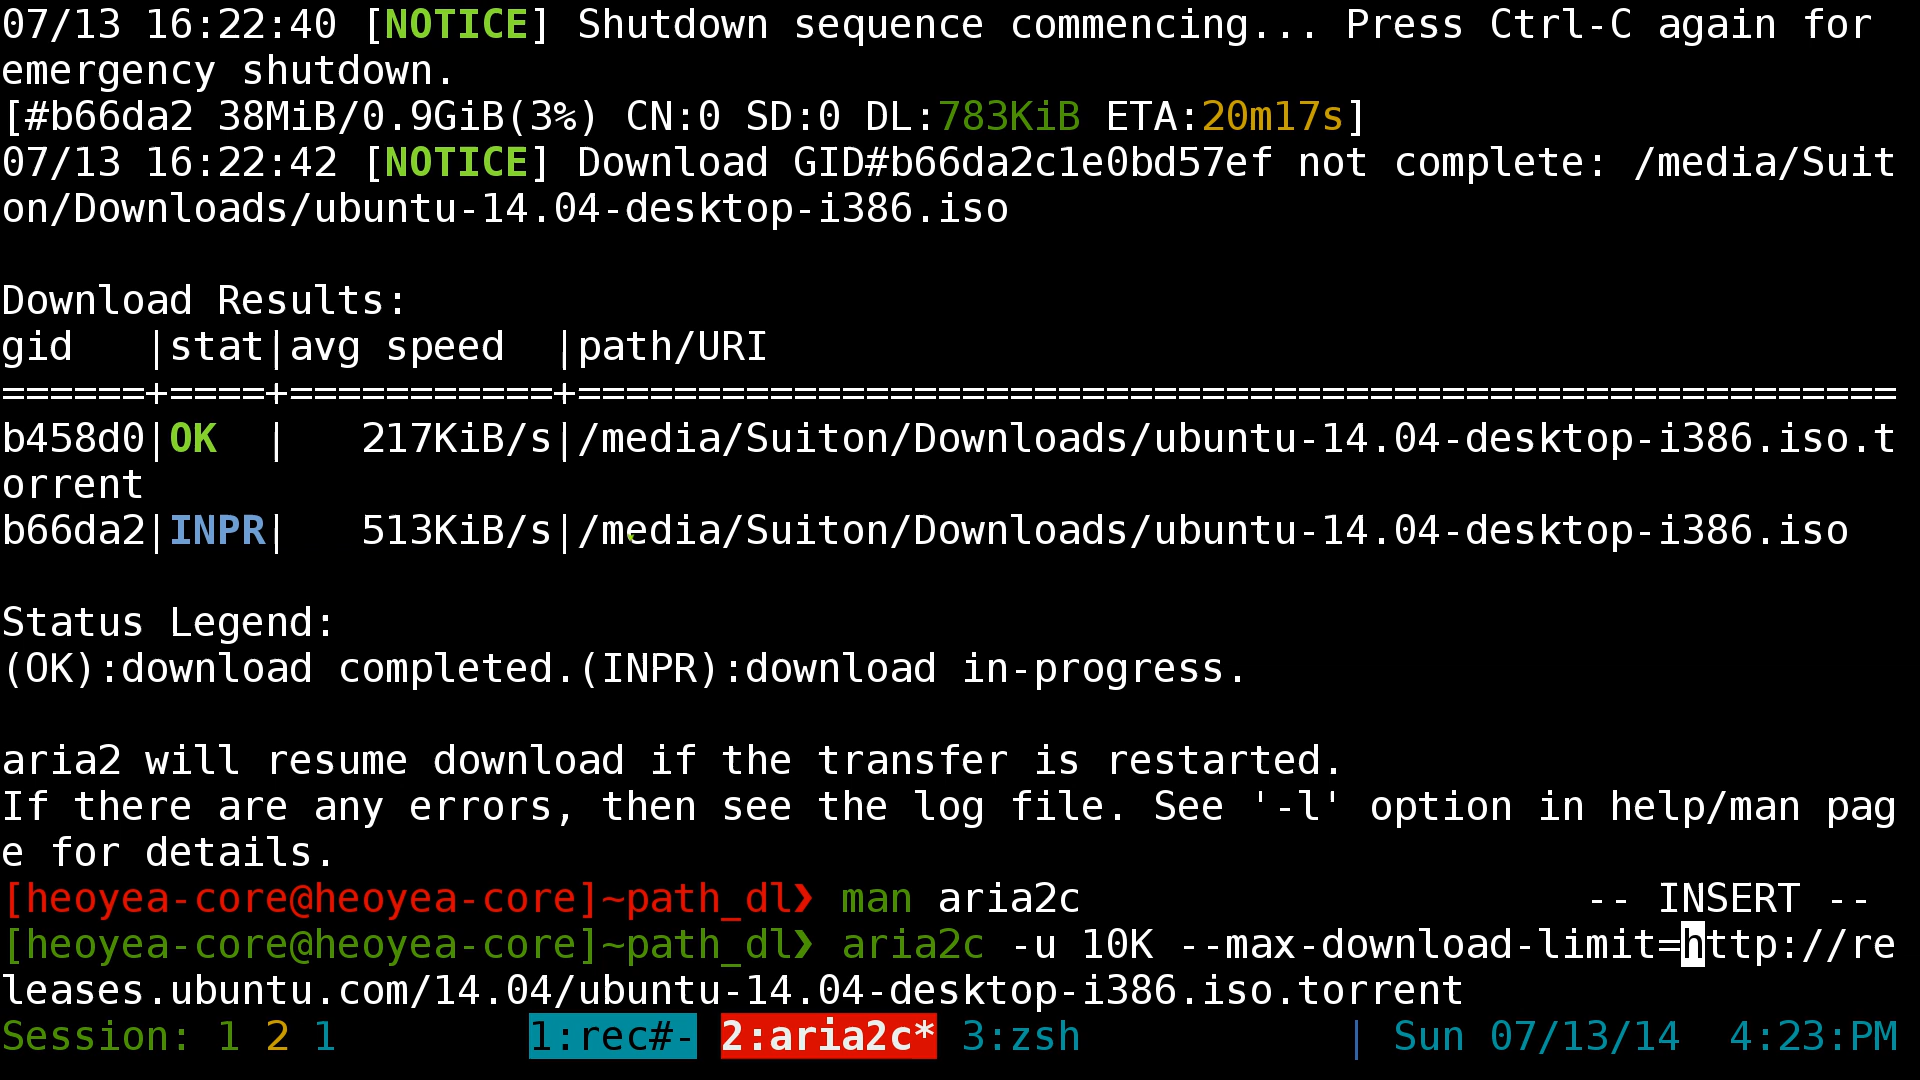 07/13 16:22:40 [NOTICE] Shutdown sequence commencing... Press Ctrl-C again for
emergency shutdown.
[#b66da2 38MiB/0.9GiB(3%) CN:0 SD:0 DL:783KiB ETA:20m17s]
07/13 16:22:42 [NOTICE] Download GID#b66da2c1e0bd57ef not complete: /media/Suit
on/Downloads/ubuntu-14.04-desktop-i386.iso
Download Results:
gid   |stat|avg speed  |path/URI
======+====+===========+=======================================================
b458d0|OK  |   217KiB/s|/media/Suiton/Downloads/ubuntu-14.04-desktop-i386.iso.t
orrent
b66da2|INPR|   513KiB/s|/media/Suiton/Downloads/ubuntu-14.04-desktop-i386.iso
Status Legend:
(OK):download completed.(INPR):download in-progress.
aria2 will resume download if the transfer is restarted.
If there are any errors, then see the log file. See '-l' option in help/man pag
e for details.
[heoyea-core@heoyea-core]~path_dl❯ man aria2c                     -- INSERT --
[heoyea-core@heoyea-core]~path_dl❯ aria2c -u 10K --max-download-limit=http://re
leases.ubuntu.com/14.04/ubuntu-14.04-desktop-i386.iso.torrent
Session: 1 2 1        1:rec#- 2:aria2c* 3:zsh           | Sun 07/13/14  4:23:PM